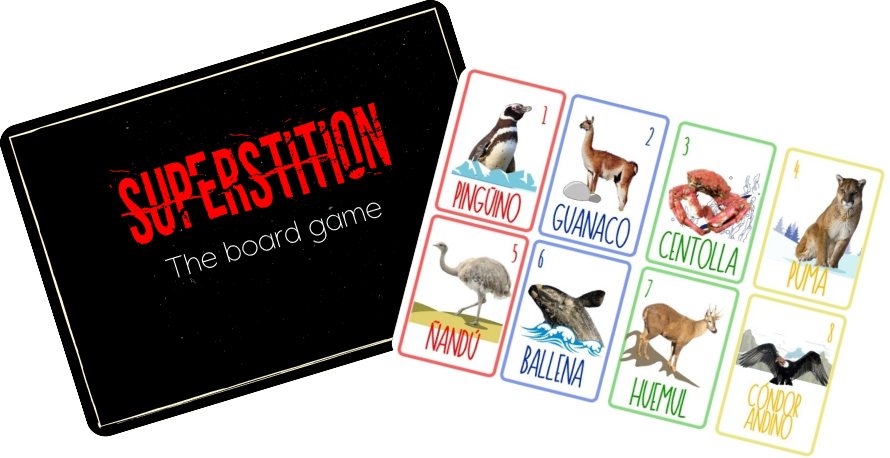 SUPERSTITION
The board game
1
PINGÜINO
2
GUANACO
3
CENTOLLA
4
PUMA
5
ÑANDÚ
6
BALLENA
7
HUEMUL
8
CÓNDOR
ANDINO